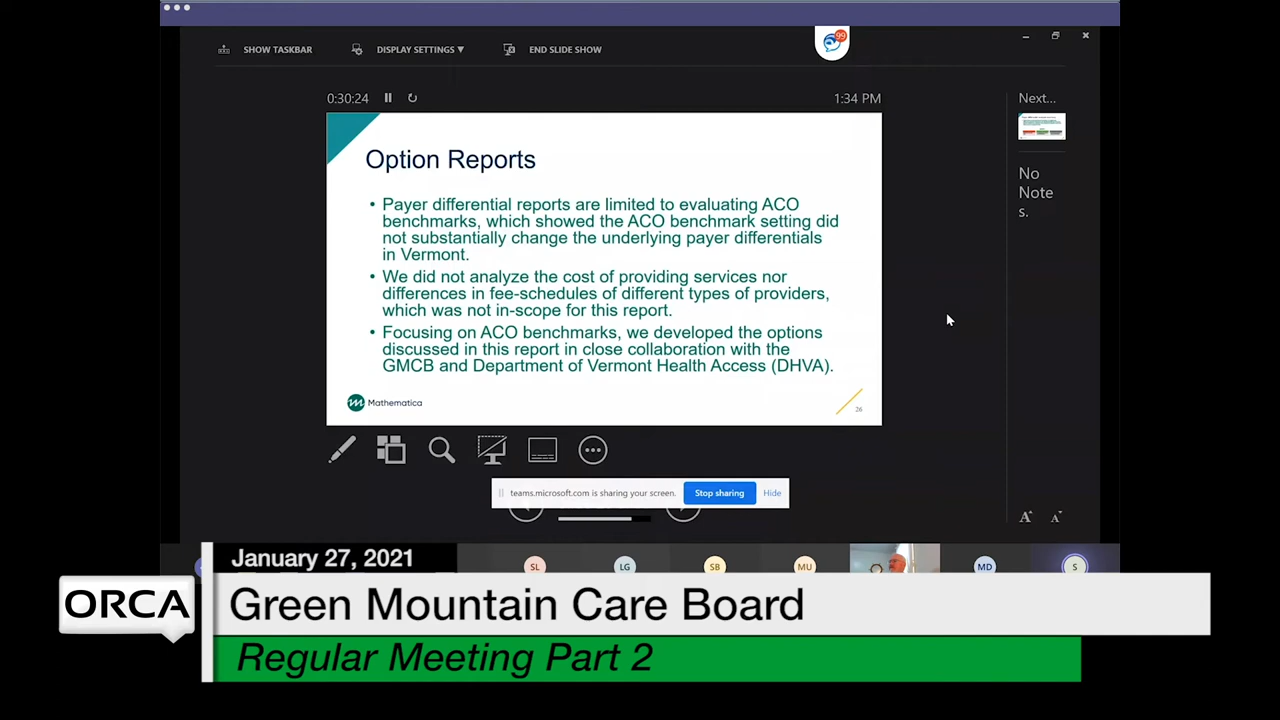 SHOW TASKBAR
DISPLAY SETTINGS ▼
END SLIDE SHOW
99
0:30:24
1:34 PM
Next...
Option Reports
• Payer differential reports are limited to evaluating ACO
benchmarks, which showed the ACO benchmark setting did
not substantially change the underlying payer differentials
in Vermont.
• We did not analyze the cost of providing services nor
differences in fee-schedules of different types of providers,
which was not in-scope for this report.
• Focusing on ACO benchmarks, we developed the options
discussed in this report in close collaboration with the
GMCB and Department of Vermont Health Access (DHVA).
Mathematica
26
No
Note
s.
teams.microsoft.com is sharing your screen.
Stop sharing
Hide
A A
SL
LG
SB
MU
MD
S
January 27, 2021
ORCA
Green Mountain Care Board
Regular Meeting Part 2